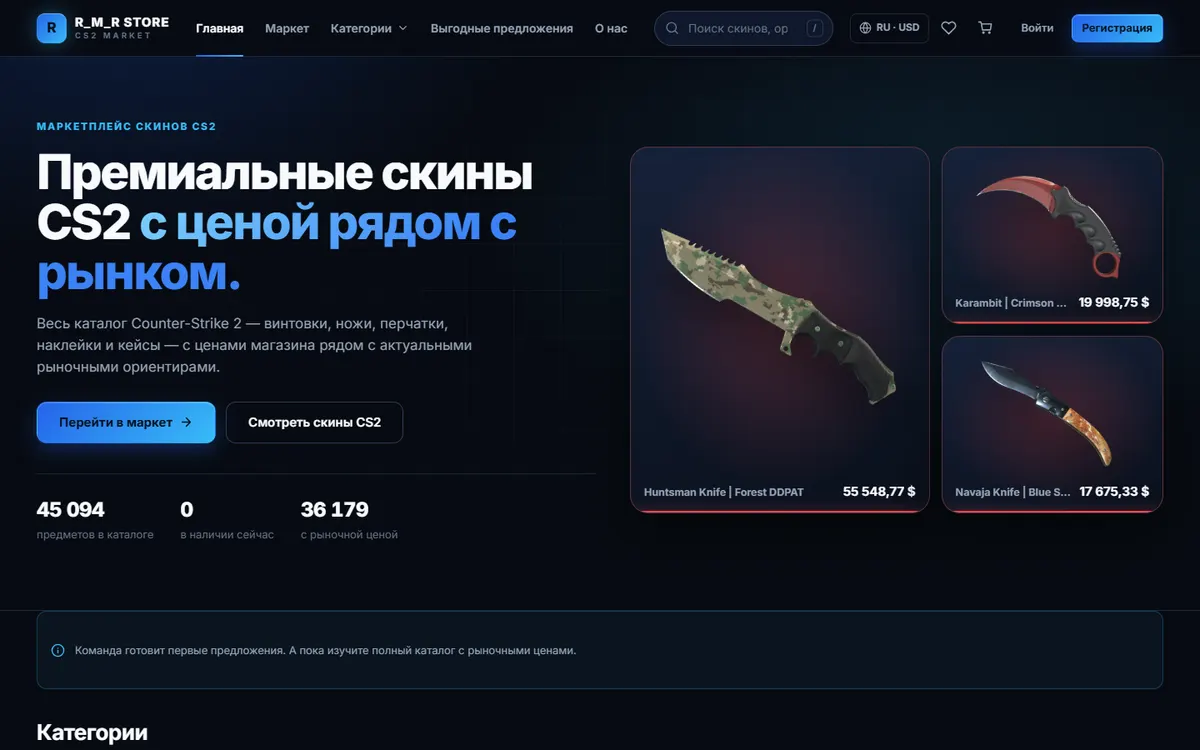 R
R_M_R STORE
CS2 MARKET
Главная
Маркет
Категории
Выгодные предложения
О нас
Поиск скинов, ор
/
RU · USD
Войти
Регистрация
МАРКЕТПЛЕЙС СКИНОВ CS2
Премиальные скины
CS2 с ценой рядом с
рынком.
Весь каталог Counter-Strike 2 — винтовки, ножи, перчатки,
наклейки и кейсы — с ценами магазина рядом с актуальными
рыночными ориентирами.
Перейти в маркет →
Смотреть скины CS2
45 094
предметов в каталоге
0
в наличии сейчас
36 179
с рыночной ценой
Huntsman Knife | Forest DDPAT
55 548,77 $
Karambit | Crimson ...
19 998,75 $
Navaja Knife | Blue S...
17 675,33 $
Команда готовит первые предложения. А пока изучите полный каталог с рыночными ценами.
Категории